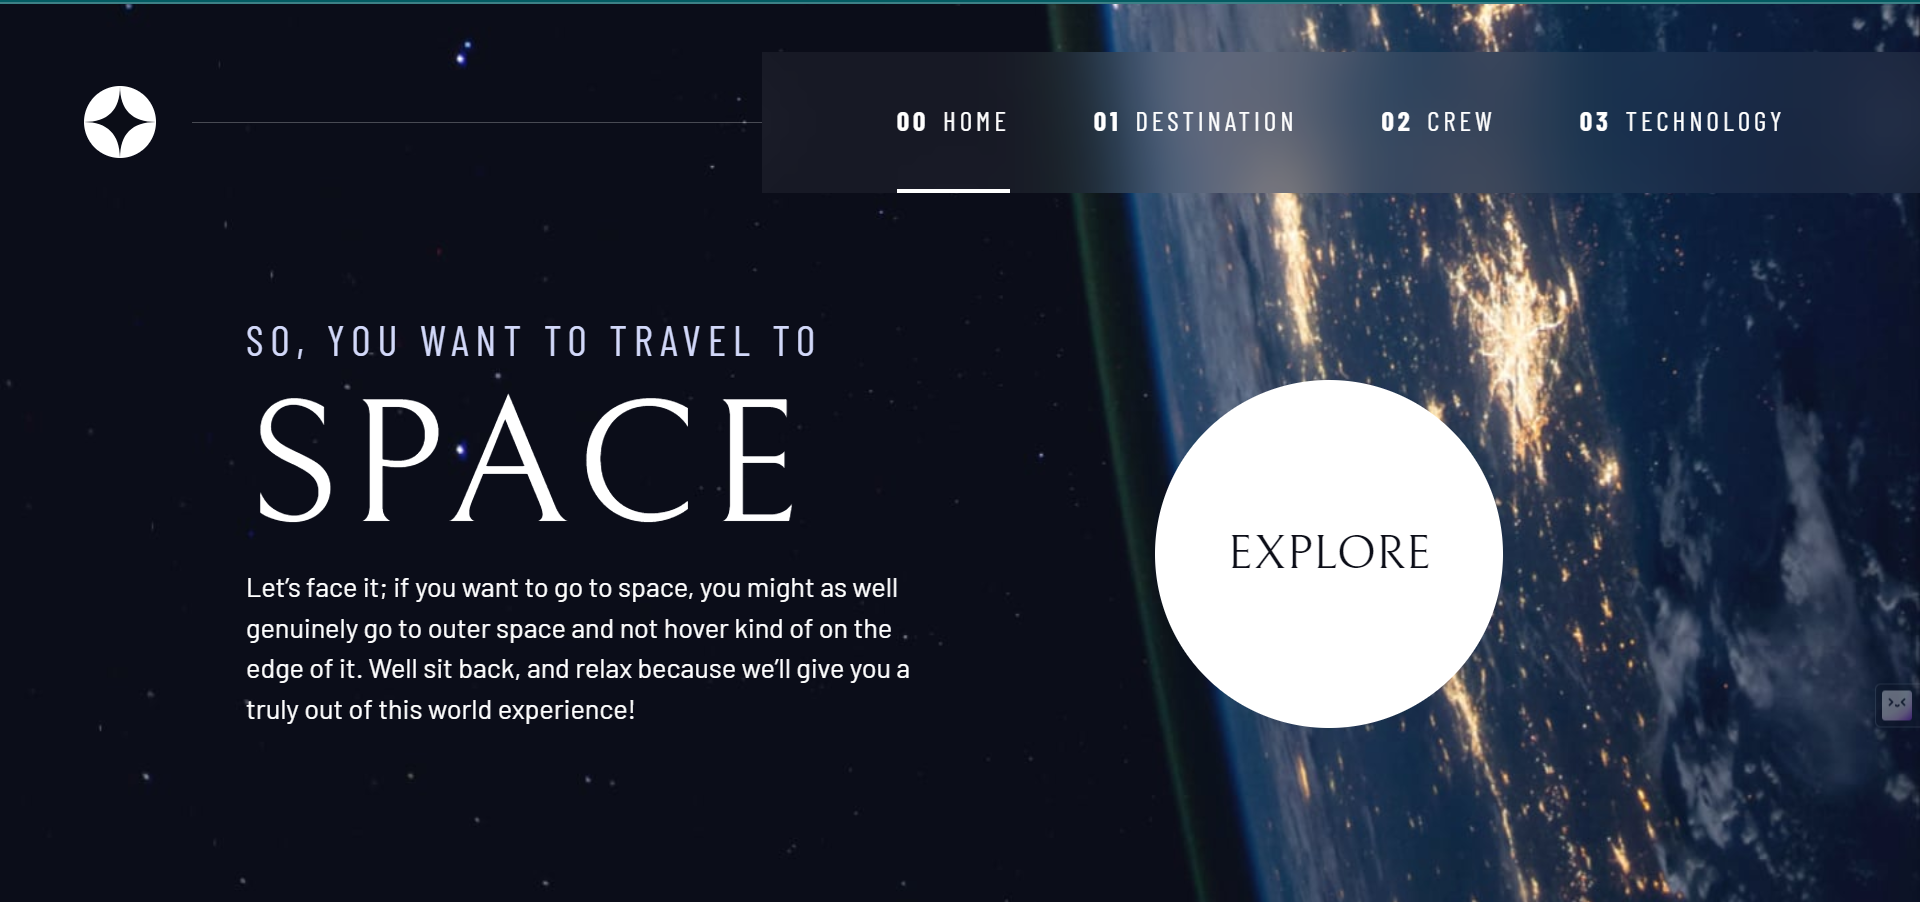 00 HOME 01 DESTINATION 02 CREW 03 TECHNOLOGY
SO, YOU WANT TO TRAVEL TO
SPACE
Let’s face it; if you want to go to space, you might as well
genuinely go to outer space and not hover kind of on the
edge of it. Well sit back, and relax because we’ll give you a
truly out of this world experience!
EXPLORE